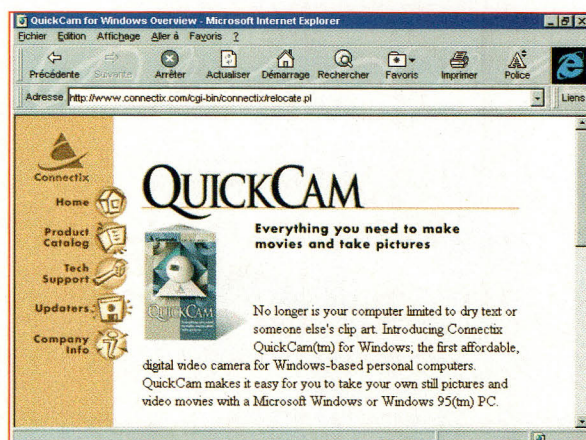 QuickCam for Windows Overview - Microsoft Internet Explorer
Fichier Edition Affichage Aller à Favoris ?
Précédente Suivante Arrêter Actualiser Démarrage Rechercher Favoris Imprimer Police
Adresse http://www.connectix.com/cgi-bin/connectix/relocate.pl Liens
Connectix
Home
Product
Catalog
Tech
Support
Updaters
Company
Info
QUICKCAM
Everything you need to make
movies and take pictures
Connectix
QUICKCAM
No longer is your computer limited to dry text or
someone else's clip art. Introducing Connectix
QuickCam(tm) for Windows; the first affordable,
digital video camera for Windows-based personal computers.
QuickCam makes it easy for you to take your own still pictures and
video movies with a Microsoft Windows or Windows 95(tm) PC.